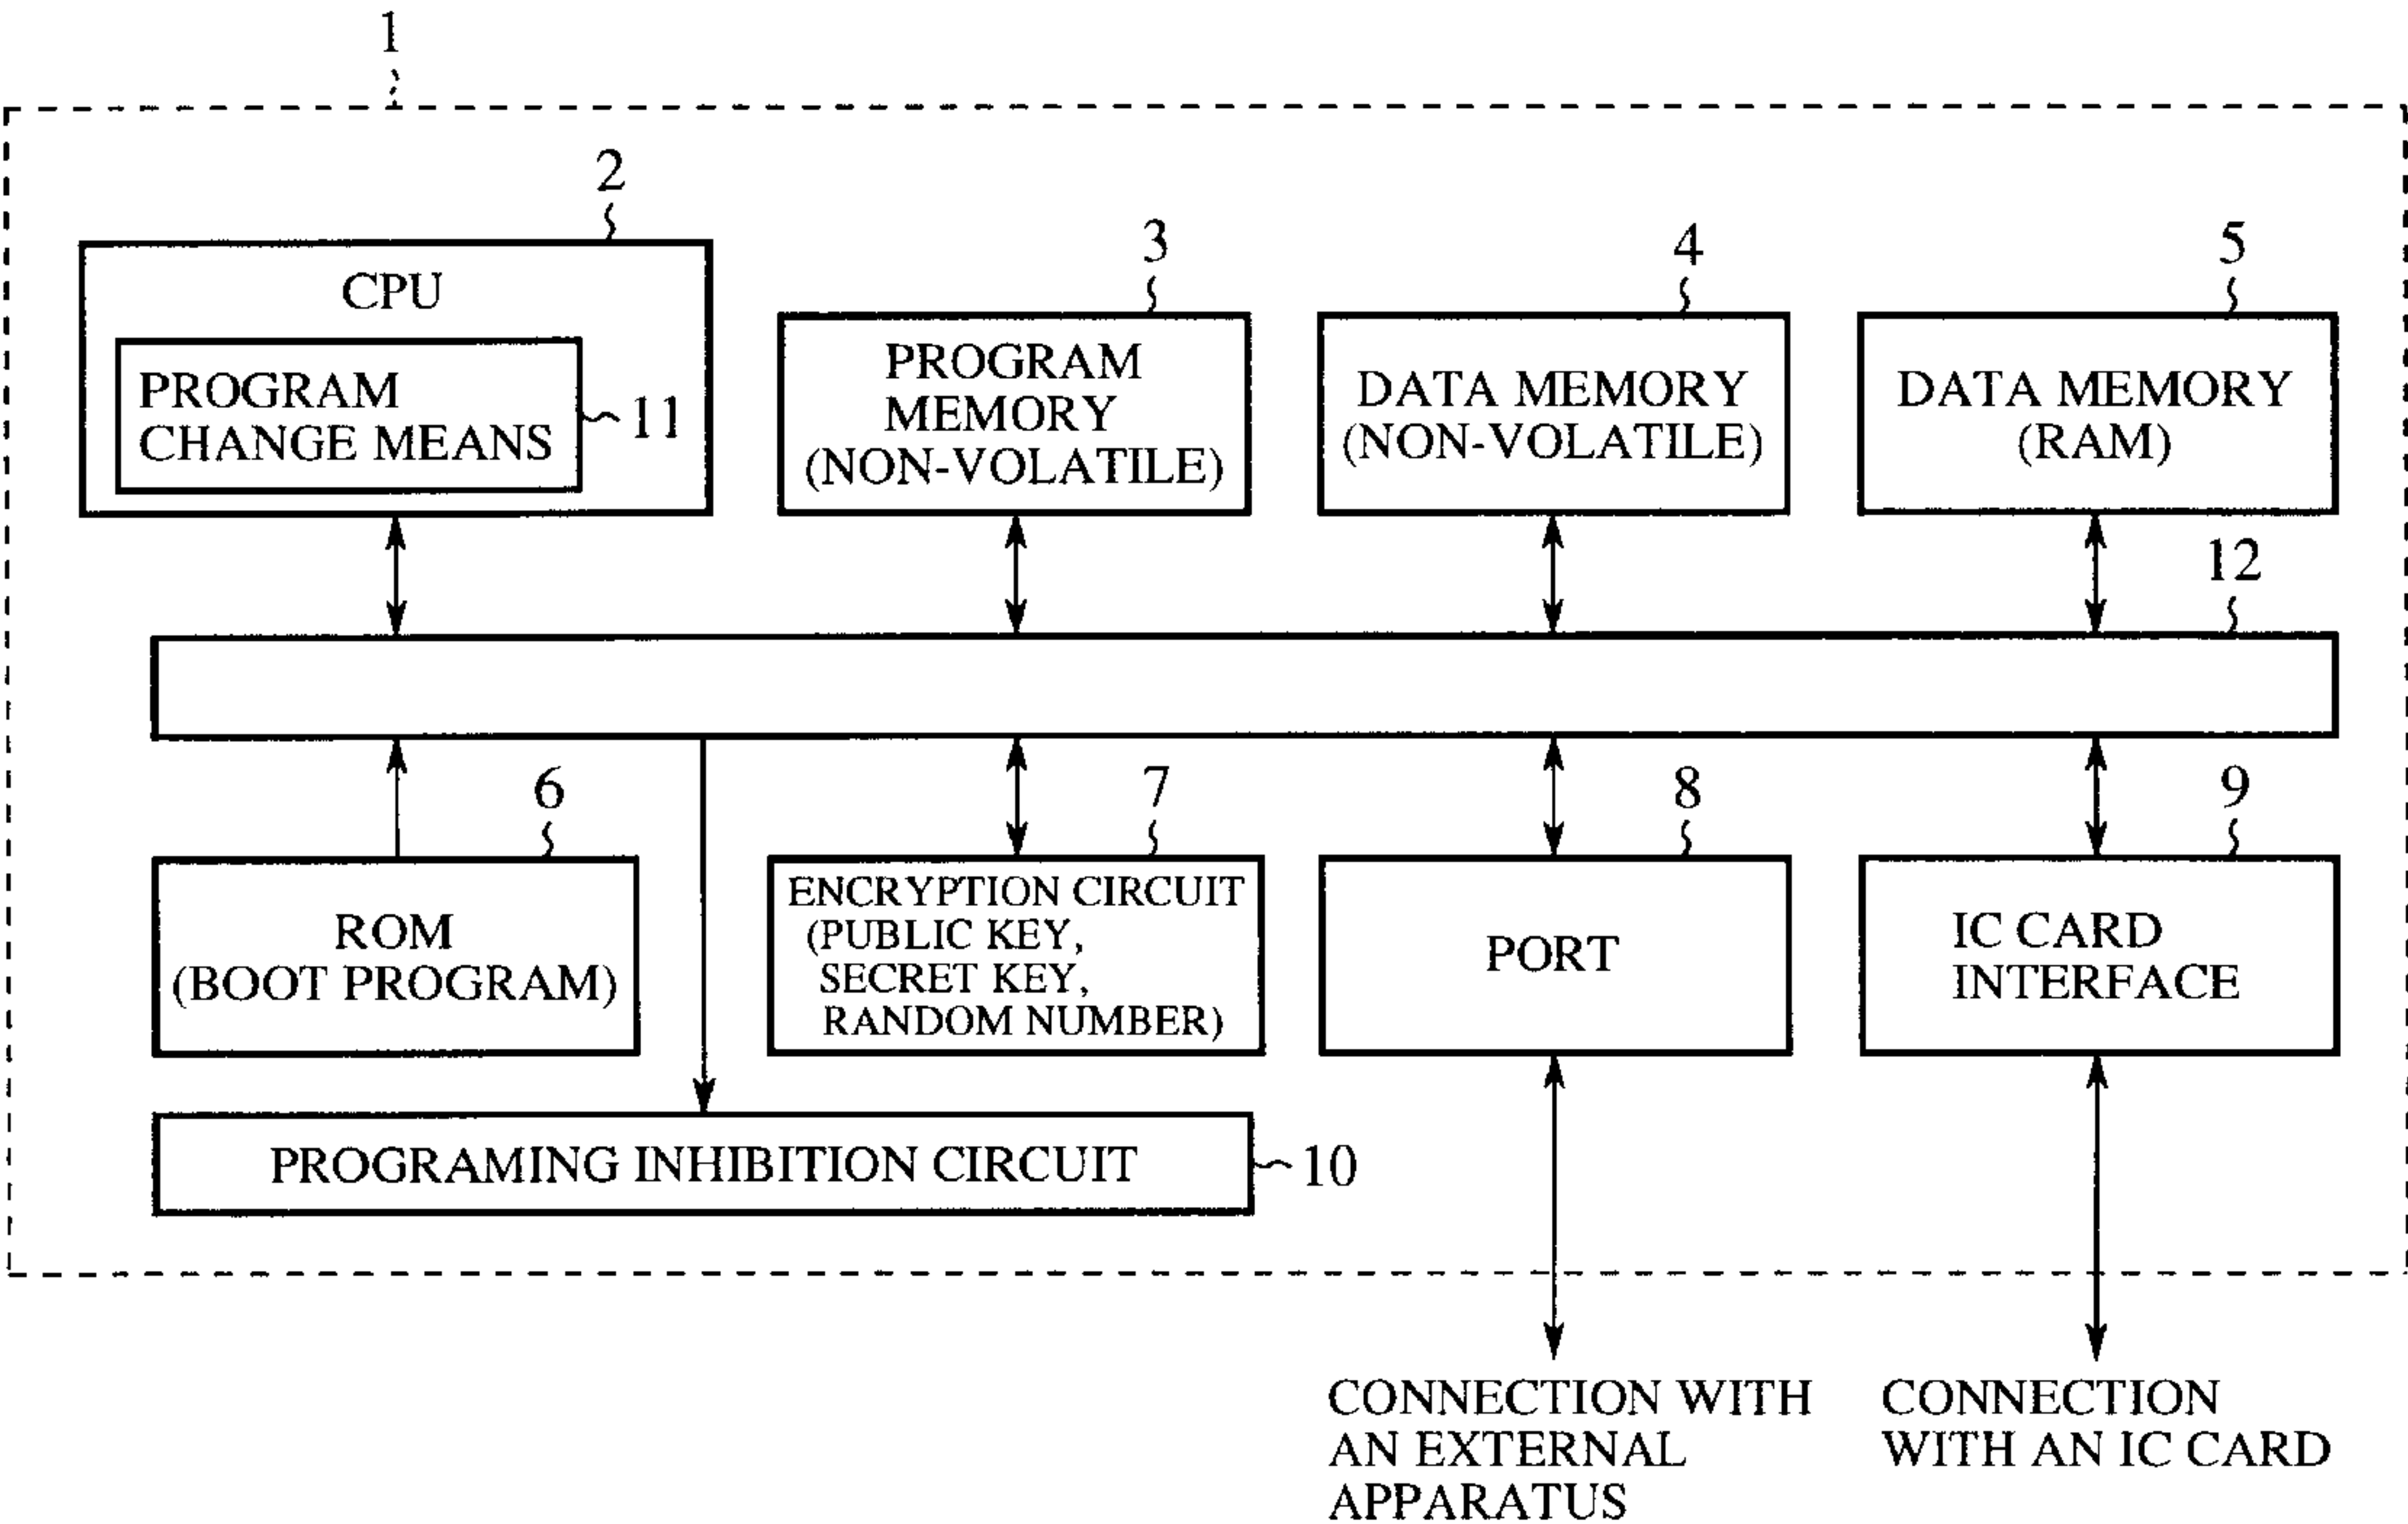 1
2
CPU
PROGRAM
CHANGE MEANS
11
3
PROGRAM
MEMORY
(NON-VOLATILE)
4
DATA MEMORY
(NON-VOLATILE)
5
DATA MEMORY
(RAM)
12
6
ROM
(BOOT PROGRAM)
7
ENCRYPTION CIRCUIT
(PUBLIC KEY,
SECRET KEY,
RANDOM NUMBER)
8
PORT
9
IC CARD
INTERFACE
PROGRAMING INHIBITION CIRCUIT
10
CONNECTION WITH
AN EXTERNAL
APPARATUS
CONNECTION
WITH AN IC CARD